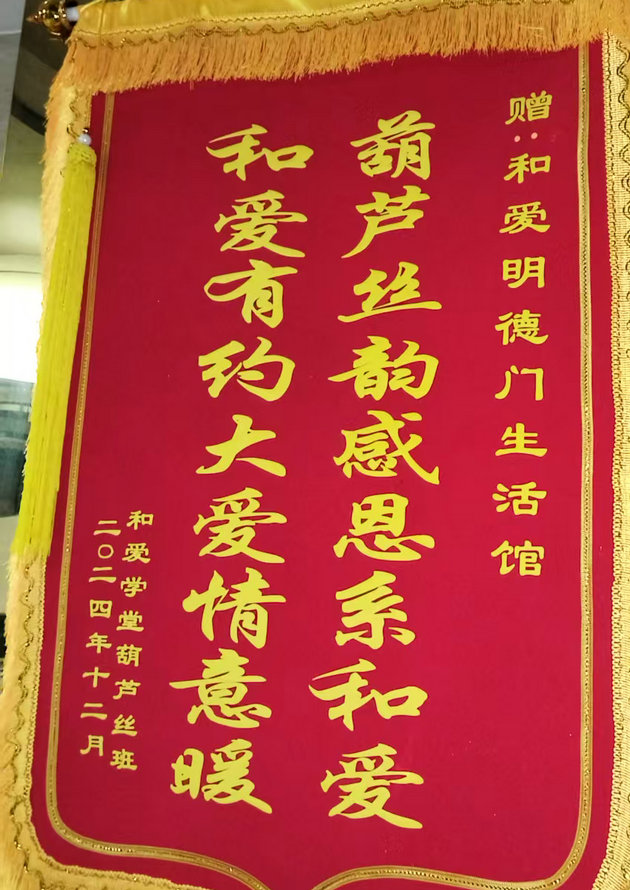 赠:和爱明德门生活馆
葫芦丝韵感恩系和爱
和爱有约大爱情意暖
和爱学堂葫芦丝班
二〇二四年十二月